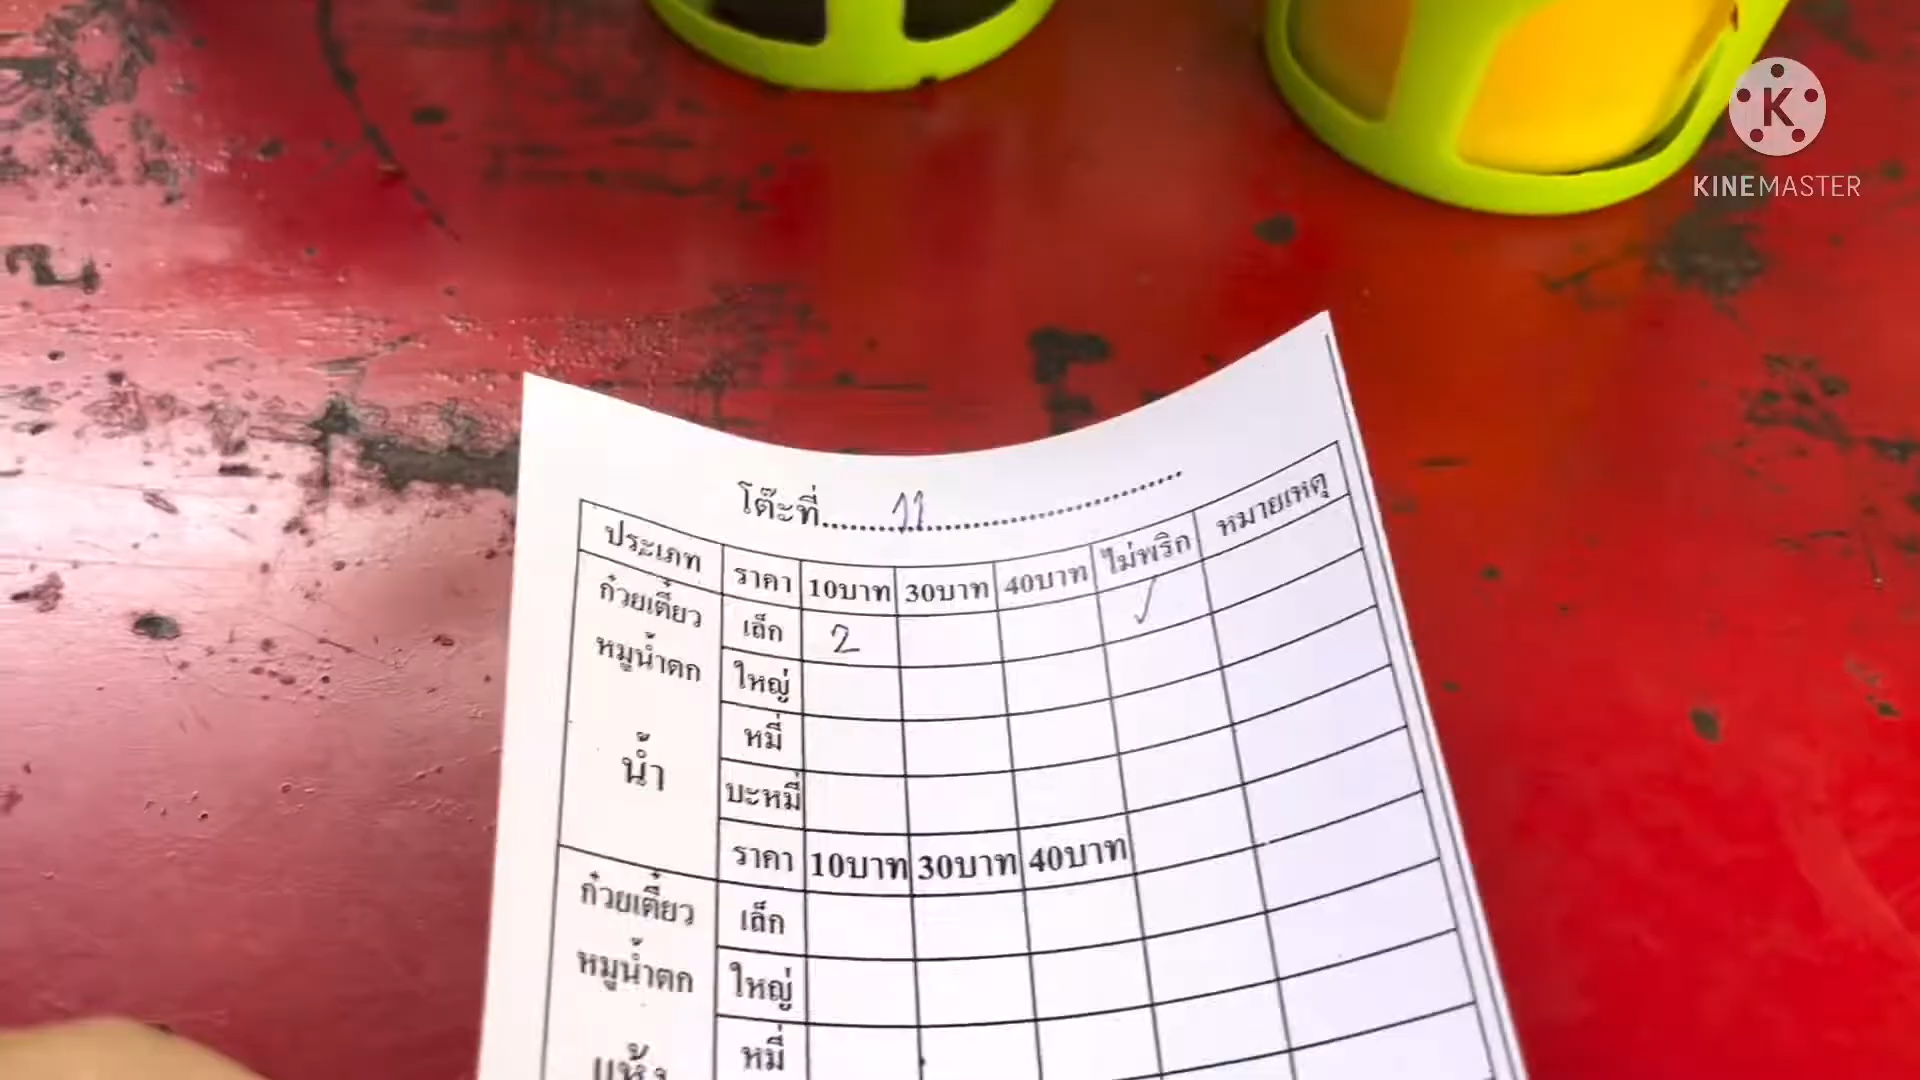 K
KINEMASTER
โต๊ะที่..........11..............................
ประเภท ราคา 10บาท 30บาท 40บาท ไม่พริก หมายเหตุ
ก๋วยเตี๋ยว เล็ก 2 ✓
หมูน้ำตก ใหญ่
หมี่
น้ำ บะหมี่
ราคา 10บาท 30บาท 40บาท
ก๋วยเตี๋ยว เล็ก
หมูน้ำตก ใหญ่
แห้ง หมี่